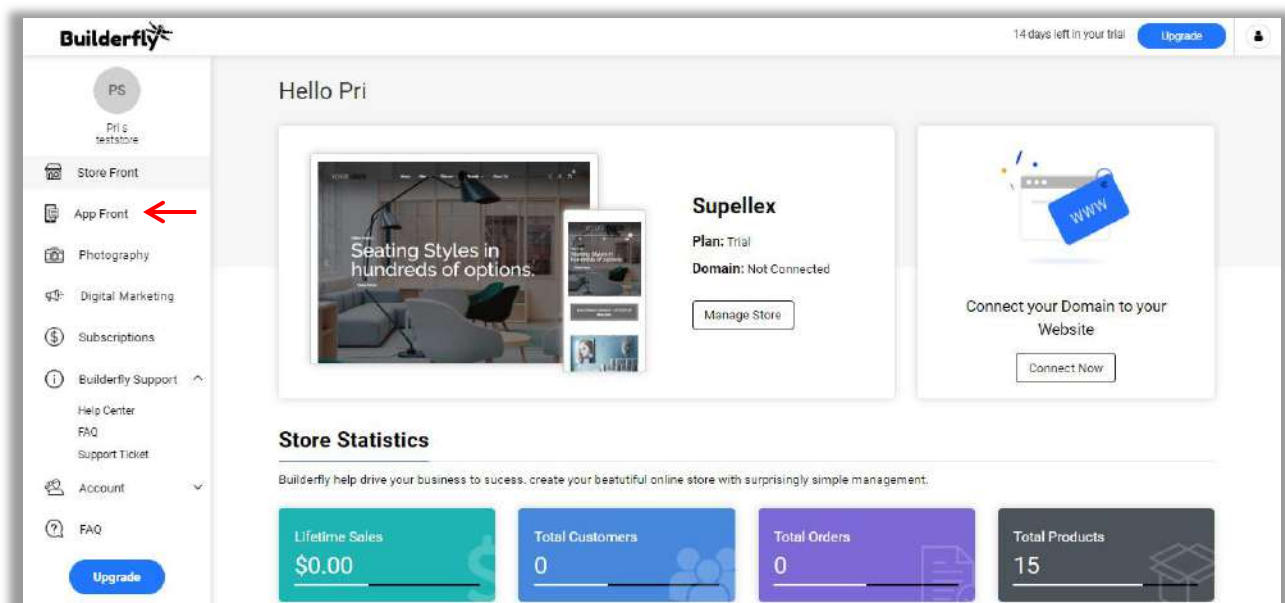 Builderfly
14 days left in your trial
Upgrade
PS
Pri s
teststore
Store Front
App Front
Photography
Digital Marketing
Subscriptions
Builderfly Support
Help Center
FAQ
Support Ticket
Account
FAQ
Upgrade
Hello Pri
Seating Styles in
hundreds of options.
Supellex
Plan: Trial
Domain: Not Connected
Manage Store
WWW
Connect your Domain to your
Website
Connect Now
Store Statistics
Builderfly help drive your business to sucess. create your beatutiful online store with surprisingly simple management.
Lifetime Sales
$0.00
Total Customers
0
Total Orders
0
Total Products
15